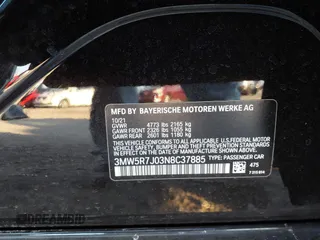 MFD BY BAYERISCHE MOTOREN WERKE AG
10/21
GVWR 4773 lbs 2165 kg
GAWR FRONT 2326 lbs 1055 kg
GAWR REAR 2601 lbs 1180 kg
THIS VEHICLE CONFORMS TO ALL APPLICABLE U.S. FEDERAL MOTOR
VEHICLE SAFETY, BUMPER AND THEFT PREVENTION STANDARDS
IN EFFECT ON THE DATE OF MANUFACTURE SHOWN ABOVE.
3MW5R7J03N8C37885 TYPE: PASSENGER CAR
475
DREAMBID